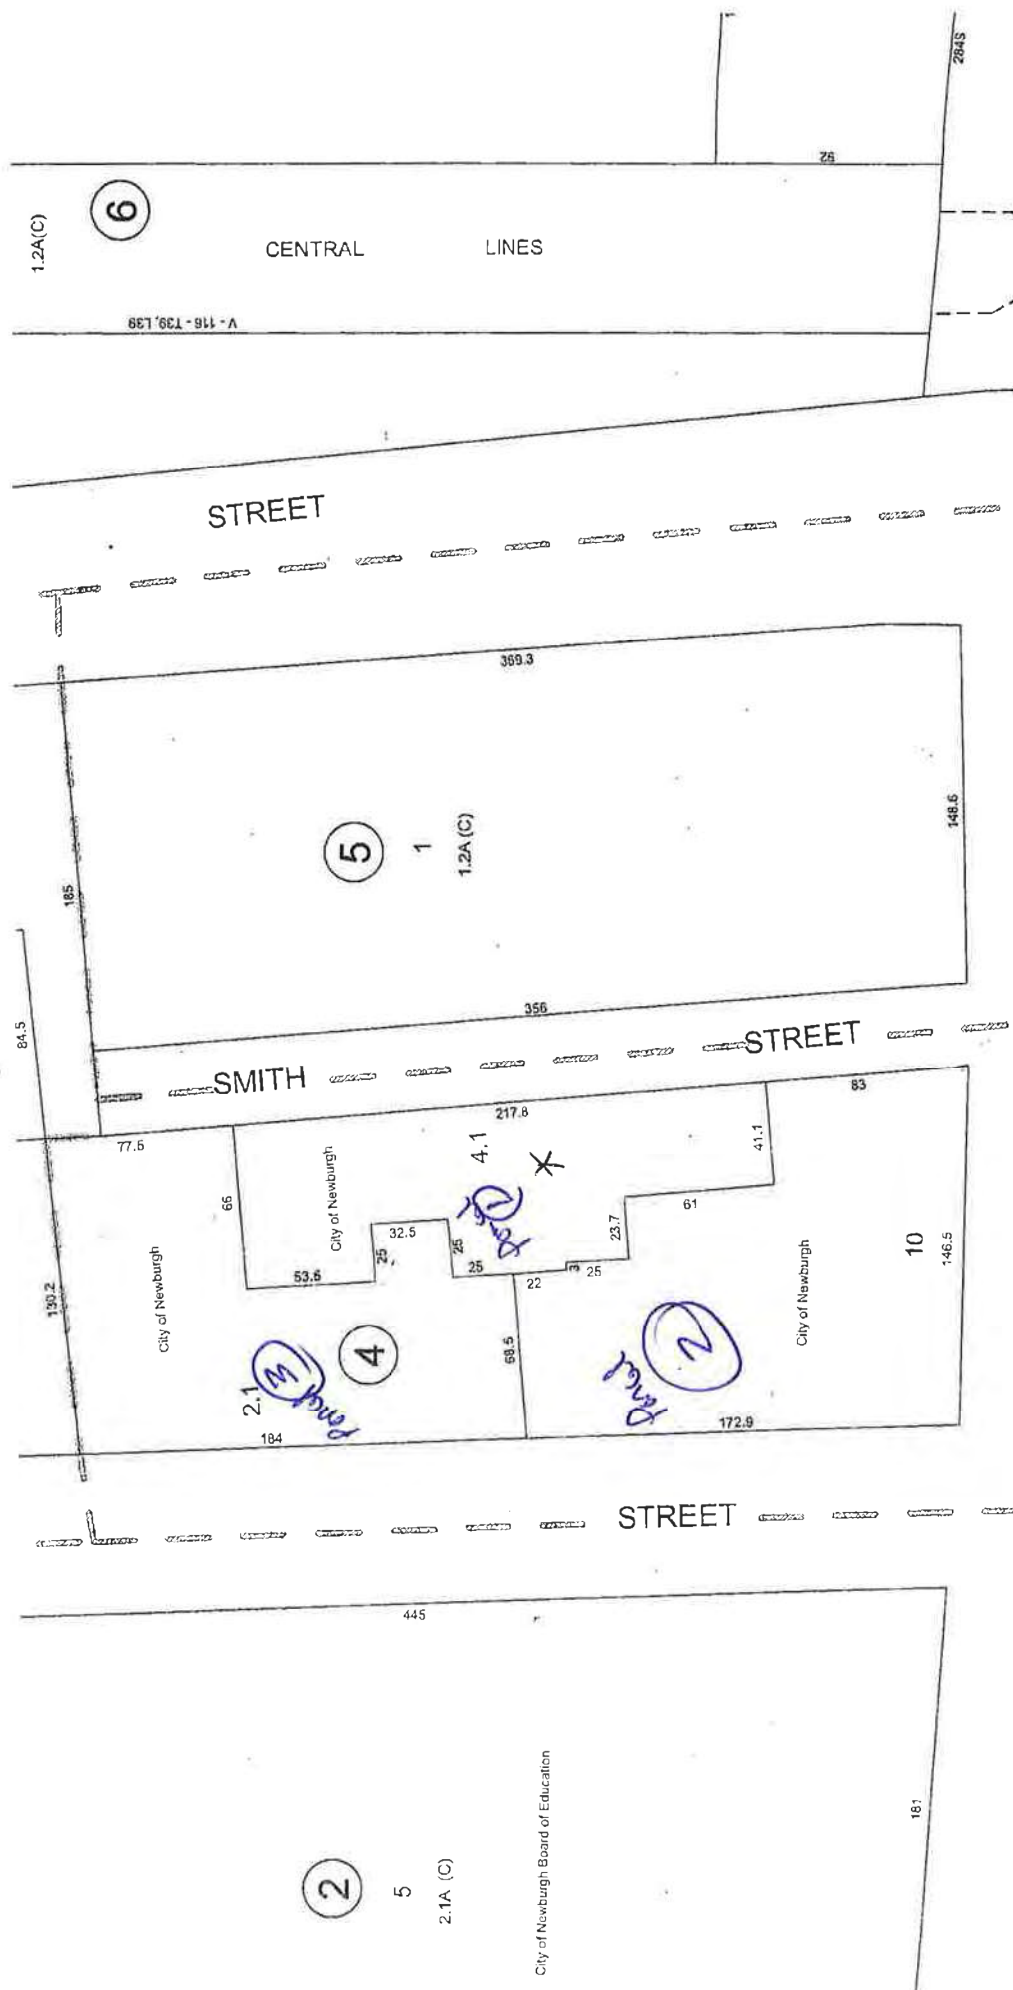 1.2A(C)
6
CENTRAL LINES
V - 116 - T39, L39
92
284S
STREET
369.3
185
5
1
1.2A(C)
148.6
84.5
356
SMITH STREET
77.5
217.8
83
66
City of Newburgh
4.1
*
41.1
Parcel
1
25
32.5
25
23.7
61
53.5
25
22
3
25
City of Newburgh
130.2
City of Newburgh
10
146.5
2.1
3
Parcel
4
68.5
Parcel
2
184
172.9
STREET
445
2
5
2.1A (C)
City of Newburgh Board of Education
181